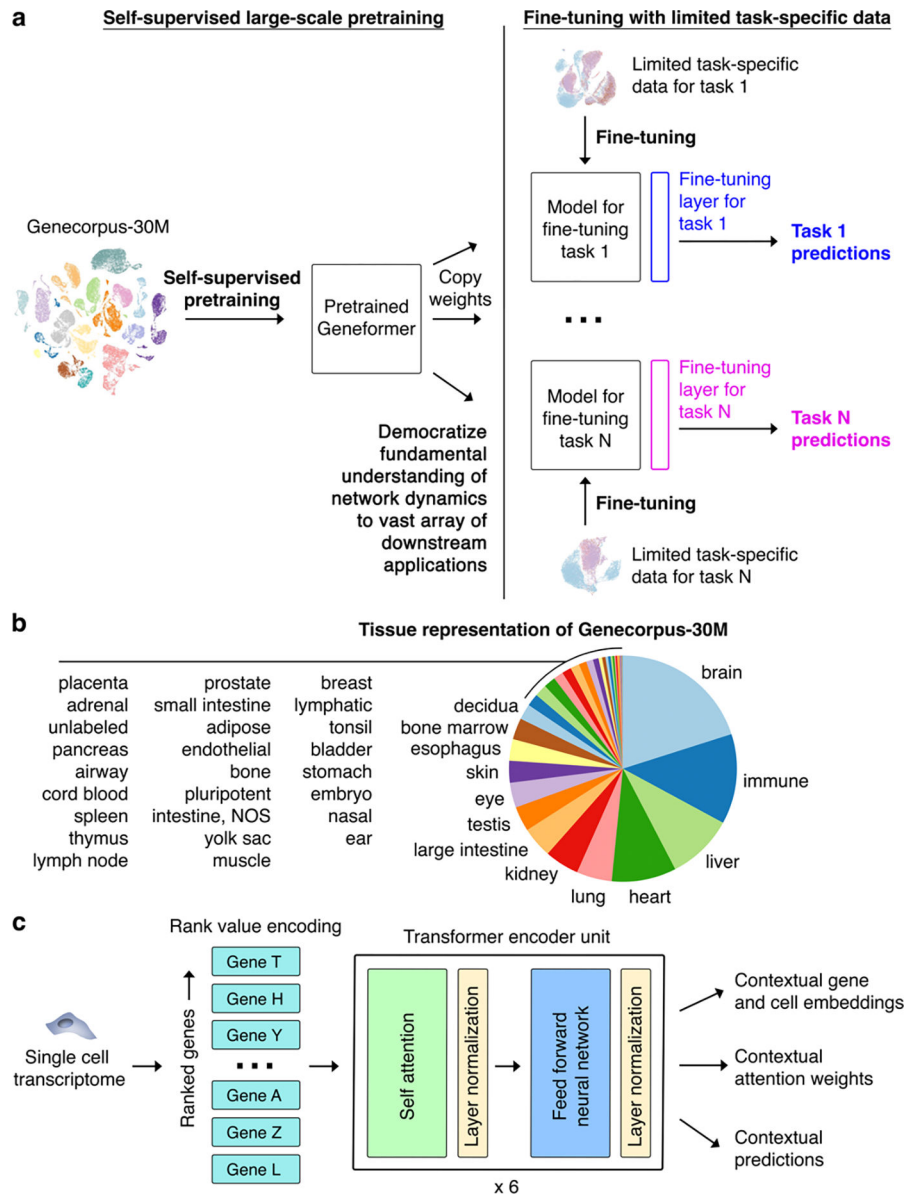 a
Self-supervised large-scale pretraining
Fine-tuning with limited task-specific data
Limited task-specific
data for task 1
Fine-tuning
Genecorpus-30M
Self-supervised
pretraining
Pretrained
Geneformer
Copy
weights
Model for
fine-tuning
task 1
Fine-tuning
layer for
task 1
Task 1
predictions
Democratize
fundamental
understanding of
network dynamics
to vast array of
downstream
applications
Model for
fine-tuning
task N
Fine-tuning
layer for
task N
Task N
predictions
Fine-tuning
Limited task-specific
data for task N
b
Tissue representation of Genecorpus-30M
placenta
adrenal
unlabeled
pancreas
airway
cord blood
spleen
thymus
lymph node
prostate
small intestine
adipose
endothelial
bone
pluripotent
intestine, NOS
yolk sac
muscle
breast
lymphatic
tonsil
bladder
stomach
embryo
nasal
ear
decidua
bone marrow
esophagus
skin
eye
testis
large intestine
kidney
lung
heart
liver
immune
brain
c
Single cell
transcriptome
Rank value encoding
Ranked genes
Gene T
Gene H
Gene Y
Gene A
Gene Z
Gene L
Transformer encoder unit
Self attention
Layer normalization
Feed forward
neural network
Layer normalization
x 6
Contextual gene
and cell embeddings
Contextual
attention weights
Contextual
predictions